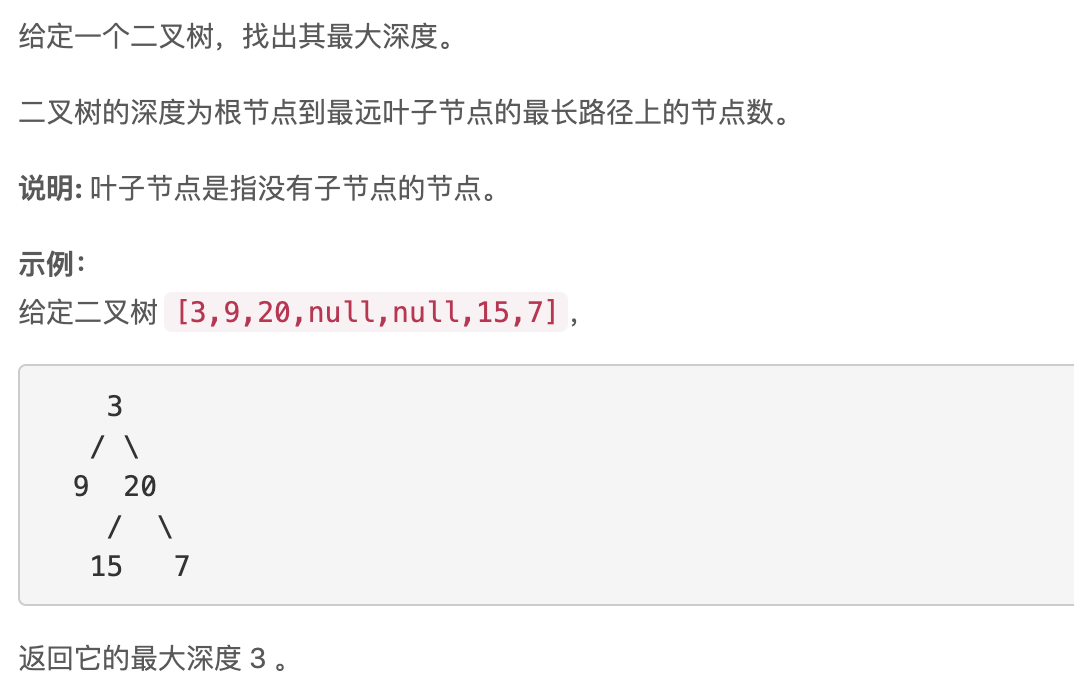 给定一个二叉树，找出其最大深度。
二叉树的深度为根节点到最远叶子节点的最长路径上的节点数。
说明: 叶子节点是指没有子节点的节点。
示例：
给定二叉树 [3,9,20,null,null,15,7]，
3
/ \
9  20
/  \
15   7
返回它的最大深度 3 。